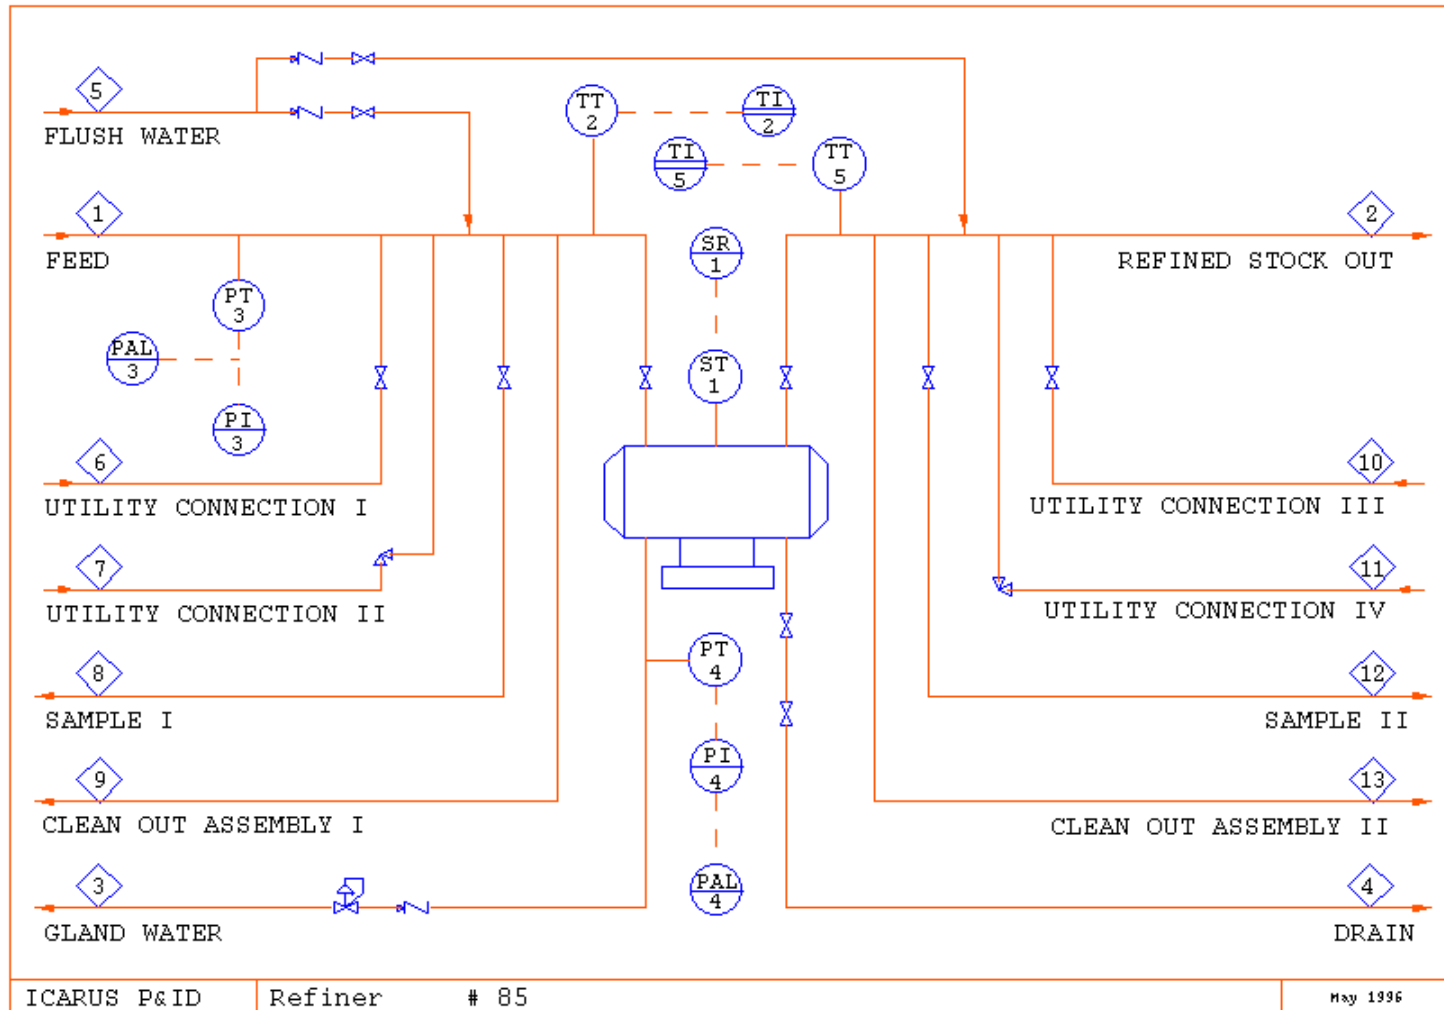 5
FLUSH WATER
TT
2
TI
2
TI
5
TT
5
1
FEED
SR
1
2
REFINED STOCK OUT
PT
3
PAL
3
ST
1
PI
3
6
UTILITY CONNECTION I
10
UTILITY CONNECTION III
7
UTILITY CONNECTION II
11
UTILITY CONNECTION IV
PT
4
8
SAMPLE I
12
SAMPLE II
PI
4
9
CLEAN OUT ASSEMBLY I
13
CLEAN OUT ASSEMBLY II
PAL
4
3
GLAND WATER
4
DRAIN
ICARUS P&ID
Refiner # 85
May 1996